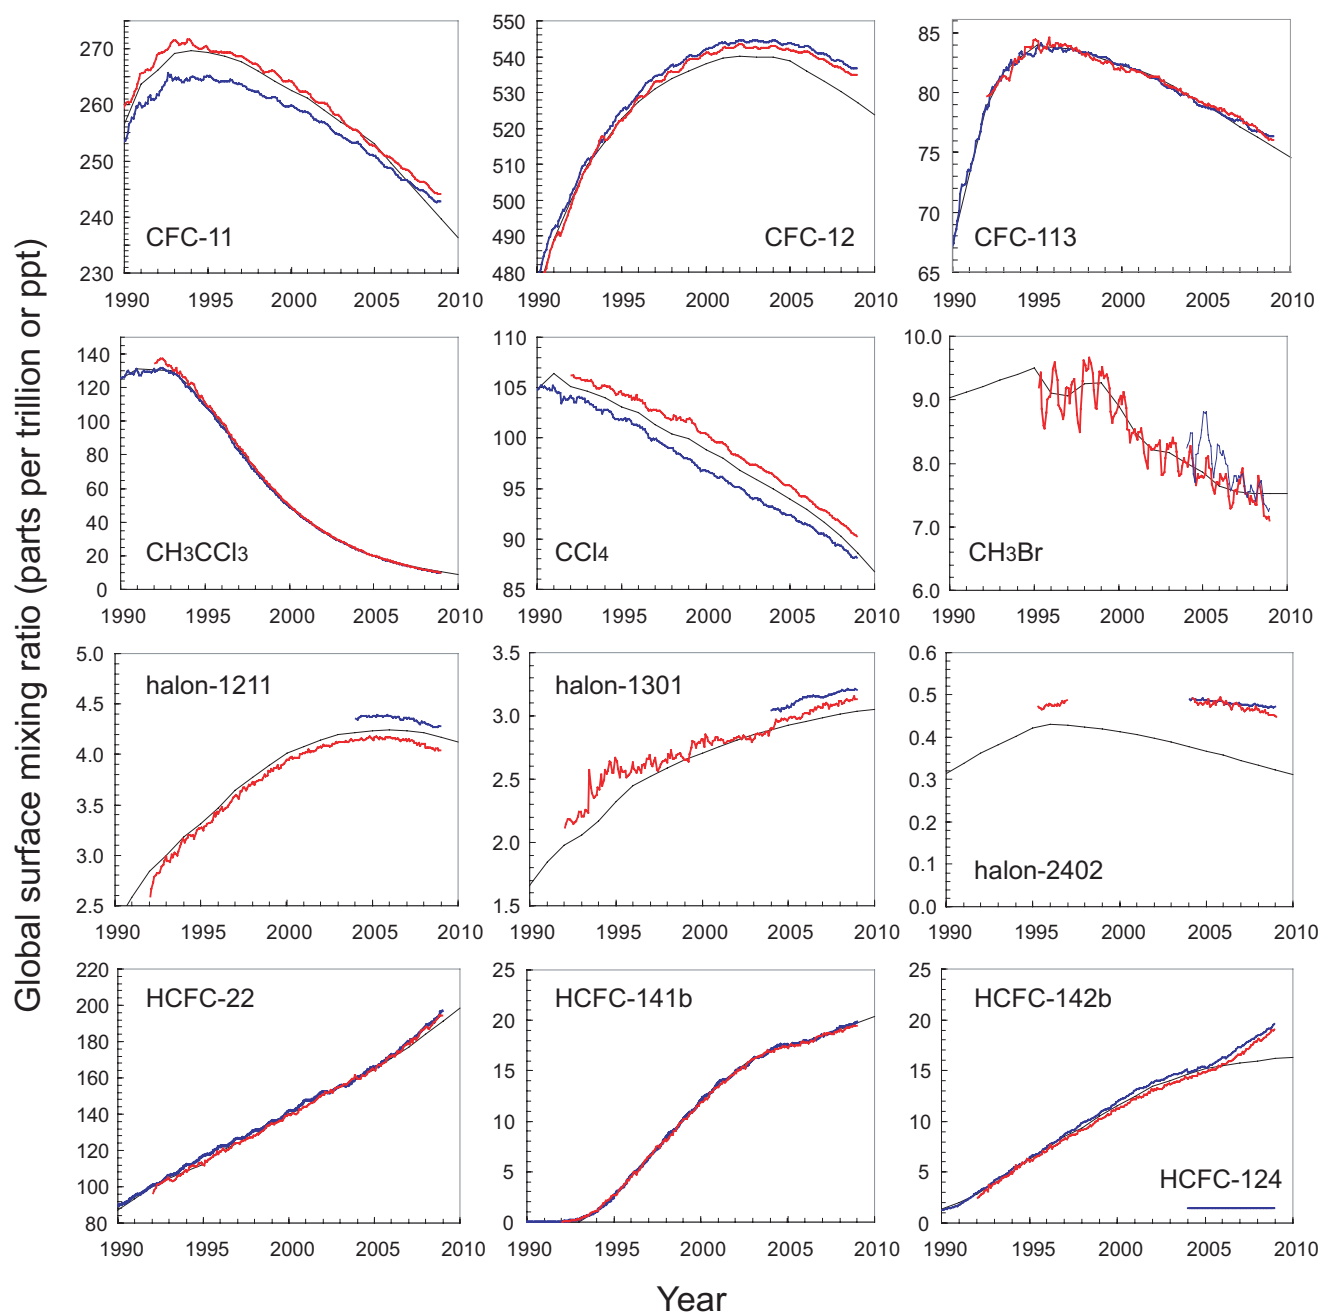 Global surface mixing ratio (parts per trillion or ppt)
270
260
250
240
230
CFC-11
1990 1995 2000 2005 2010
550
540
530
520
510
500
490
480
CFC-12
1990 1995 2000 2005 2010
85
80
75
70
65
CFC-113
1990 1995 2000 2005 2010
140
120
100
80
60
40
20
0
CH3CCl3
1990 1995 2000 2005 2010
110
105
100
95
90
85
CCl4
1990 1995 2000 2005 2010
10.0
9.0
8.0
7.0
6.0
CH3Br
1990 1995 2000 2005 2010
5.0
4.5
4.0
3.5
3.0
2.5
halon-1211
1990 1995 2000 2005 2010
3.5
3.0
2.5
2.0
1.5
halon-1301
1990 1995 2000 2005 2010
0.6
0.5
0.4
0.3
0.2
0.1
0.0
halon-2402
1990 1995 2000 2005 2010
220
200
180
160
140
120
100
80
HCFC-22
1990 1995 2000 2005 2010
25
20
15
10
5
0
HCFC-141b
1990 1995 2000 2005 2010
25
20
15
10
5
0
HCFC-142b
HCFC-124
1990 1995 2000 2005 2010
Year